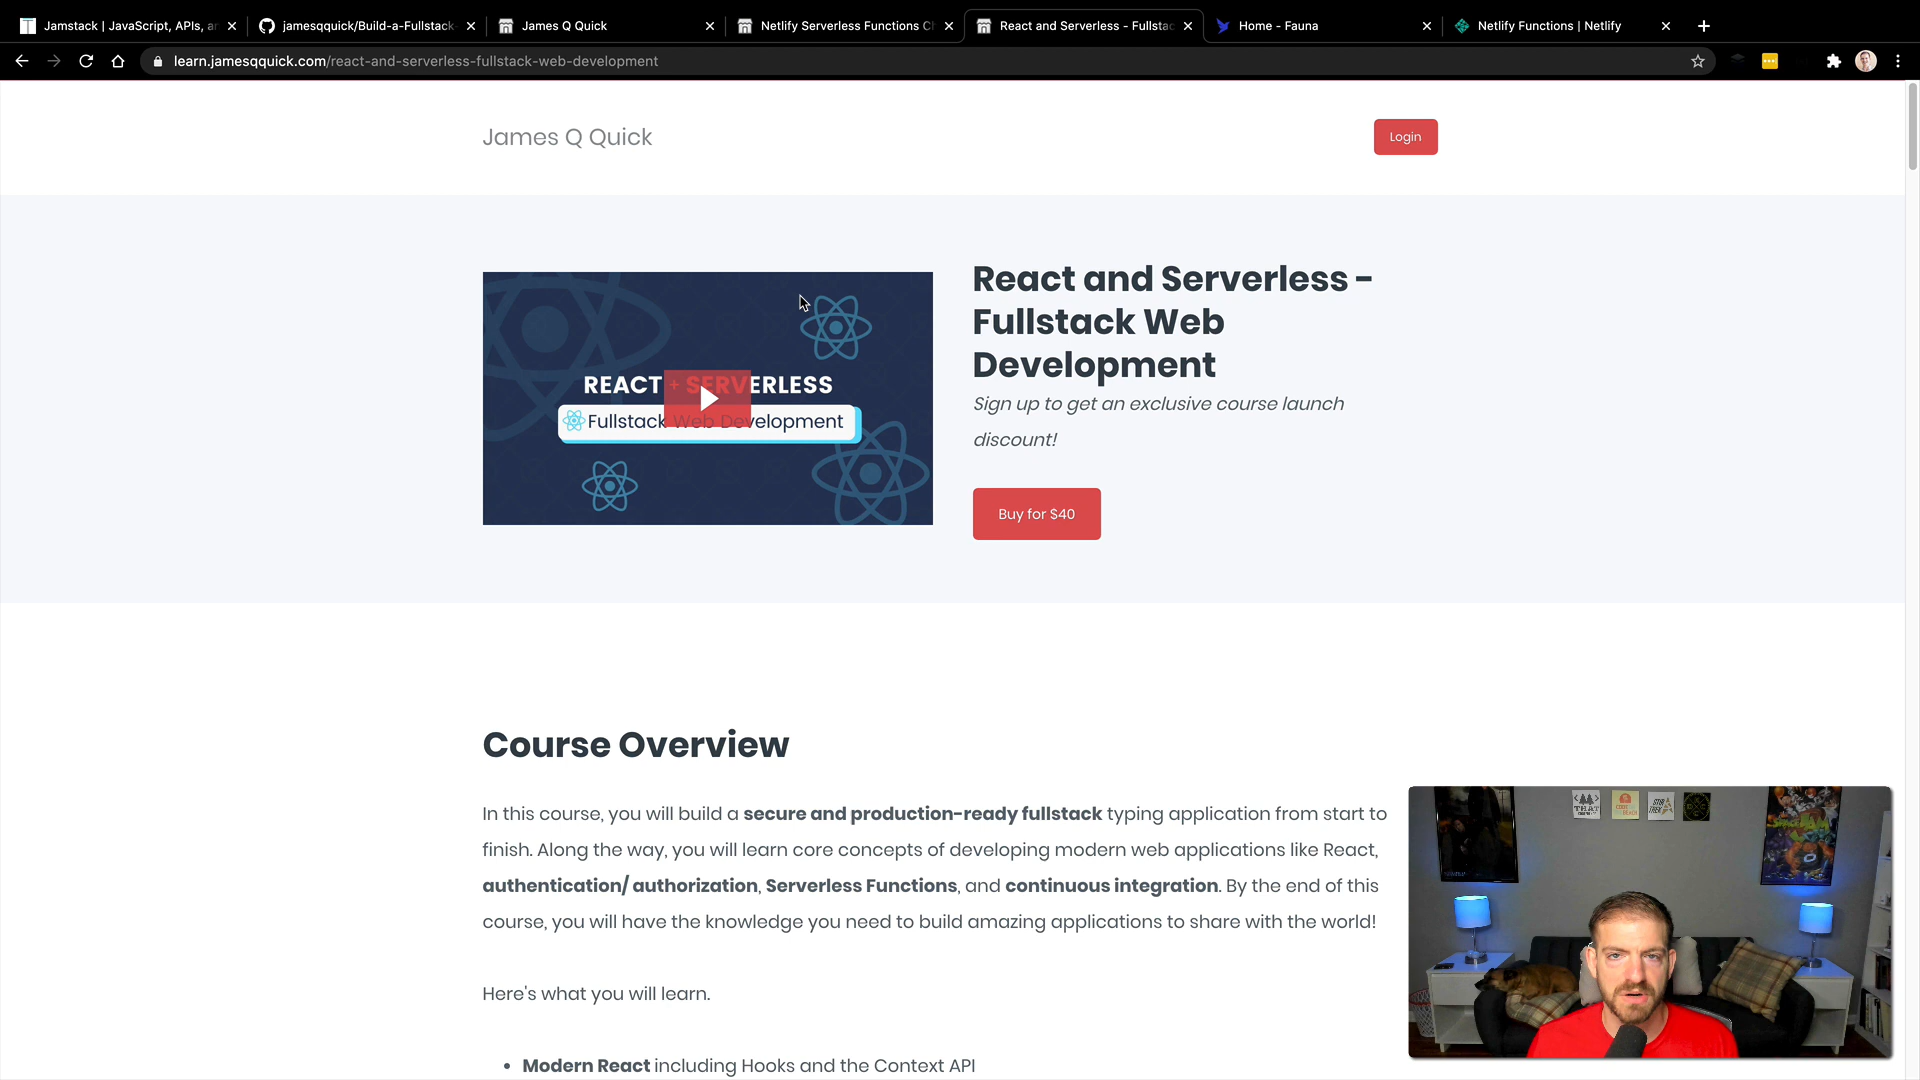 Jamstack | JavaScript, APIs, an
jamesqquick/Build-a-Fullstack-
James Q Quick
Netlify Serverless Functions C
React and Serverless - Fullstac
Home - Fauna
Netlify Functions | Netlify
learn.jamesqquick.com/react-and-serverless-fullstack-web-development
James Q Quick
Login
REACT + SERVERLESS
Fullstack Web Development
React and Serverless -
Fullstack Web
Development
Sign up to get an exclusive course launch
discount!
Buy for $40
Course Overview
In this course, you will build a secure and production-ready fullstack typing application from start to
finish. Along the way, you will learn core concepts of developing modern web applications like React,
authentication/ authorization, Serverless Functions, and continuous integration. By the end of this
course, you will have the knowledge you need to build amazing applications to share with the world!
Here's what you will learn.
• Modern React including Hooks and the Context API